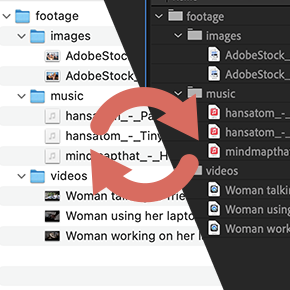 footage
images
AdobeStock_
AdobeStock_
music
hansatom_-_Pa
hansatom_-_Tiny
mindmapthat_-_H
videos
Woman talki
Woman using her lapto
Woman working on her l
footage
images
AdobeStock_
AdobeStock_
music
hansatom_-_
hansatom_-_
mindmaptha
videos
Woman talkin
Woman using
Woman work